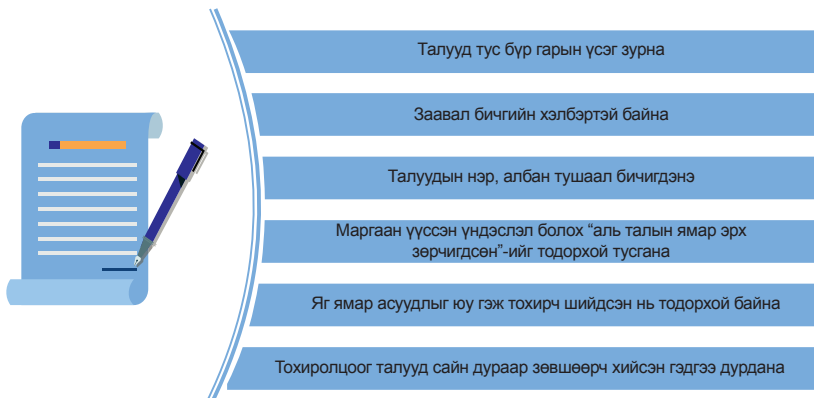 Талууд тус бүр гарын үсэг зурна
Заавал бичгийн хэлбэртэй байна
Талуудын нэр, албан тушаал бичигдэнэ
Маргаан үүссэн үндэслэл болох “аль талын ямар эрх
зөрчигдсөн”-ийг тодорхой тусгана
Яг ямар асуудлыг юу гэж тохирч шийдсэн нь тодорхой байна
Тохиролцоог талууд сайн дураар зөвшөөрч хийсэн гэдгээ дурдана